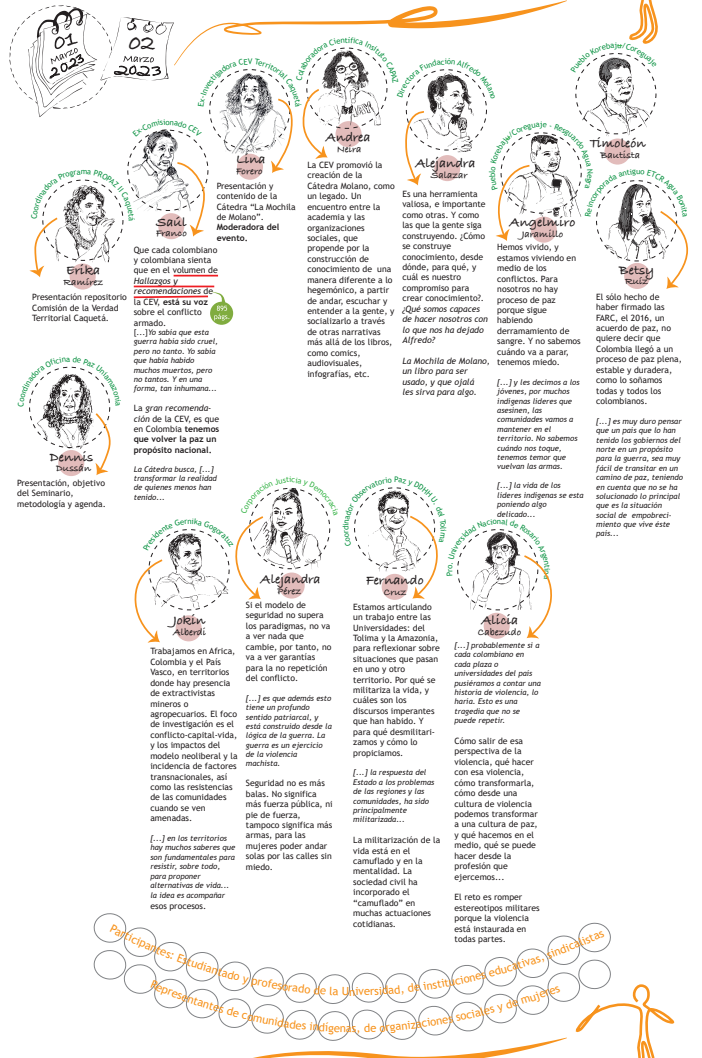 01
Marzo
2023
02
Marzo
2023
Coordinadora Oficina de Paz Uniamazonia
Dennis
Dussán
Presentación, objetivo
del Seminario,
metodología y agenda.
Coordinadora Programa PROPAZ II Caquetá
Erika
Ramírez
Presentación repositorio
Comisión de la Verdad
Territorial Caquetá.
Ex-Comisionado CEV
Saúl
Franco
Que cada colombiano
y colombiana sienta
que en el volumen de
Hallazgos y
recomendaciones de
la CEV, está su voz
sobre el conflicto
armado.
895
págs.
[...]Yo sabía que esta
guerra había sido cruel,
pero no tanto. Yo sabía
que había habido
muchos muertos, pero
no tantos. Y en una
forma, tan inhumana...
La gran recomenda-
ción de la CEV, es que
en Colombia tenemos
que volver la paz un
propósito nacional.
La Cátedra busca, [...]
transformar la realidad
de quienes menos han
tenido...
Ex-Investigadora CEV Territorial Caquetá
Lina
Forero
Presentación y
contenido de la
Cátedra “La Mochila
de Molano”.
Moderadora del
evento.
Colaboradora Científica Insituto CAPAZ
Andrea
Neira
La CEV promovió la
creación de la
Cátedra Molano, como
un legado. Un
encuentro entre la
academia y las
organizaciones
sociales, que
propende por la
construcción de
conocimiento de una
manera diferente a lo
hegemónico, a partir
de andar, escuchar y
entender a la gente, y
socializarlo a través
de otras narrativas
más allá de los libros,
como comics,
audiovisuales,
infografías, etc.
Directora Fundación Alfredo Molano
Alejandra
Salazar
Es una herramienta
valiosa, e importante
como otras. Y como
las que la gente siga
construyendo. ¿Cómo
se construye
conocimiento, desde
dónde, para qué, y
cuál es nuestro
compromiso para
crear conocimiento?.
¿Qué somos capaces
de hacer nosotros con
lo que nos ha dejado
Alfredo?
La Mochila de Molano,
un libro para ser
usado, y que ojalá
les sirva para algo.
Pueblo Korebaju/Coreguaje - Resguardo Agua Negra
Angelmiro
Jaramillo
Hemos vivido, y
estamos viviendo en
medio de los
conflictos. Para
nosotros no hay
proceso de paz
porque sigue
habiendo
derramamiento de
sangre. Y no sabemos
cuándo va a parar,
tenemos miedo.
[...] y les decimos a los
jóvenes, por muchos
indígenas líderes que
asesinen, las
comunidades vamos a
mantener en el
territorio. No sabemos
cuándo nos toque,
tenemos temor que
vuelvan las armas.
[...] la vida de los
líderes indígenas se esta
poniendo algo
delicado...
Pueblo Korebaju/Coreguaje
Timoleón
Bautista
Reincorporada antiguo ETCR Agua Bonita
Betsy
Ruiz
El sólo hecho de
haber firmado las
FARC, el 2016, un
acuerdo de paz, no
quiere decir que
Colombia llegó a un
proceso de paz plena,
estable y duradera,
como lo soñamos
todas y todos los
colombianos.
[...] es muy duro pensar
que un país que lo han
tenido los gobiernos del
norte en un propósito
para la guerra, sea muy
fácil de transitar en un
camino de paz, teniendo
en cuenta que no se ha
solucionado lo principal
que es la situación
social de empobreci-
miento que vive éste
país...
Presidente Gernika Gogoratuz
Jokin
Alberdi
Trabajamos en Africa,
Colombia y el País
Vasco, en territorios
donde hay presencia
de extractivistas
mineros o
agropecuarios. El foco
de investigación es el
conflicto-capital-vida,
y los impactos del
modelo neoliberal y la
incidencia de factores
transnacionales, así
como las resistencias
de las comunidades
cuando se ven
amenadas.
[...] en los territorios
hay muchos saberes que
son fundamentales para
resistir, sobre todo,
para proponer
alternativas de vida...
la idea es acompañar
esos procesos.
Corporación Justicia y Democracia
Alejandra
Pérez
Si el modelo de
seguridad no supera
los paradigmas, no va
a ver nada que
cambie, por tanto, no
va a ver garantías
para la no repetición
del conflicto.
[...] es que además esto
tiene un profundo
sentido patriarcal, y
está construido desde la
lógica de la guerra. La
guerra es un ejercicio
de la violencia
machista.
Seguridad no es más
balas. No significa
más fuerza pública, ni
pie de fuerza,
tampoco significa más
armas, para las
mujeres poder andar
solas por las calles sin
miedo.
Coordinador Observatorio Paz y DDHH U. del Tolima
Fernando
Cruz
Estamos articulando
un trabajo entre las
Universidades: del
Tolima y la Amazonia,
para reflexionar sobre
situaciones que pasan
en uno y otro
territorio. Por qué se
militariza la vida, y
cuáles son los
discursos imperantes
que han habido. Y
para qué desmilitari-
zamos y cómo lo
propiciamos.
[...] la respuesta del
Estado a los problemas
de las regiones y las
comunidades, ha sido
principalmente
militarizada...
La militarización de la
vida está en el
camuflado y en la
mentalidad. La
sociedad civil ha
incorporado el
“camuflado” en
muchas actuaciones
cotidianas.
Pro. Universidad Nacional de Rosario Argentina
Alicia
Cabezudo
[...] probablemente si a
cada colombiano en
cada plaza o
universidades del país
pusiéramos a contar una
historia de violencia, lo
haría. Esto es una
tragedia que no se
puede repetir.
Cómo salir de esa
perspectiva de la
violencia, qué hacer
con esa violencia,
cómo transformarla,
cómo desde una
cultura de violencia
podemos transformar
a una cultura de paz,
y qué hacemos en el
medio, qué se puede
hacer desde la
profesión que
ejercemos...
El reto es romper
estereotipos militares
porque la violencia
está instaurada en
todas partes.
Participantes: Estudiantado y profesorado de la Universidad, de instituciones educativas, sindicalistas
Representantes de comunidades indígenas, de organizaciones sociales y de mujeres